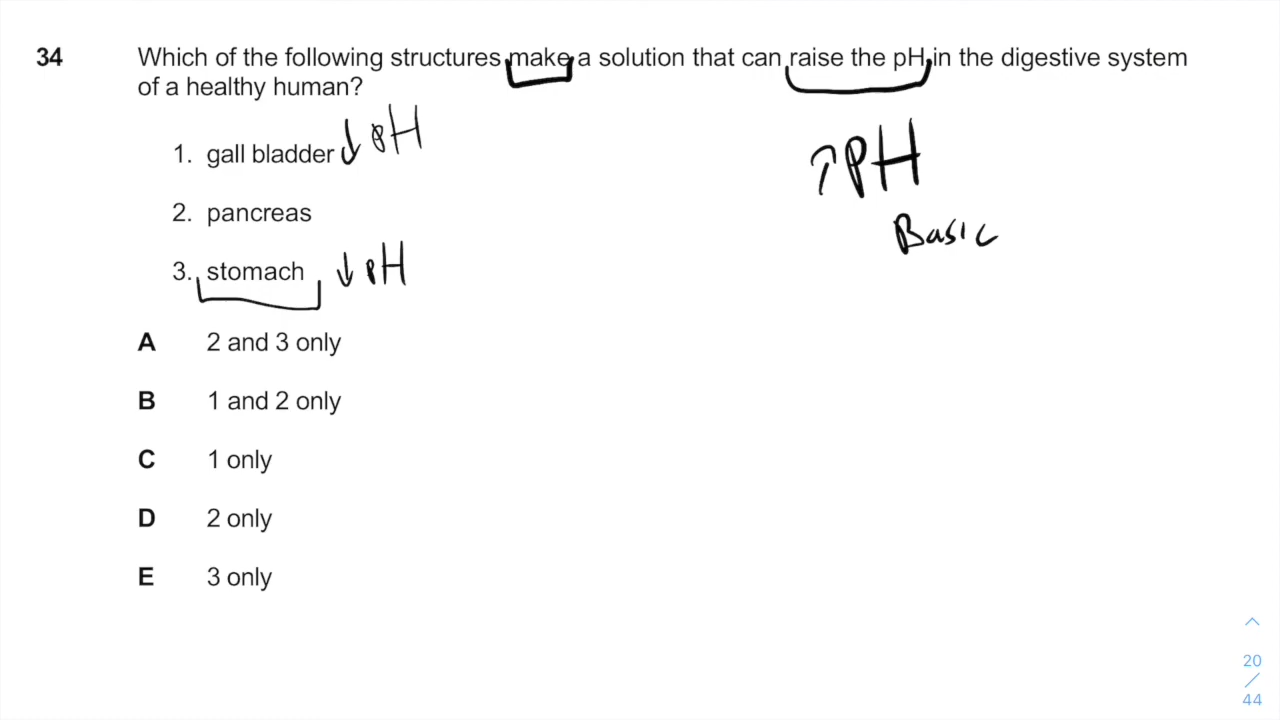 34 Which of the following structures make a solution that can raise the pH in the digestive system
of a healthy human?
1. gall bladder ↓ pH
2. pancreas
3. stomach ↓ pH
↑ PH
Basic
A 2 and 3 only
B 1 and 2 only
C 1 only
D 2 only
E 3 only
20
/
44